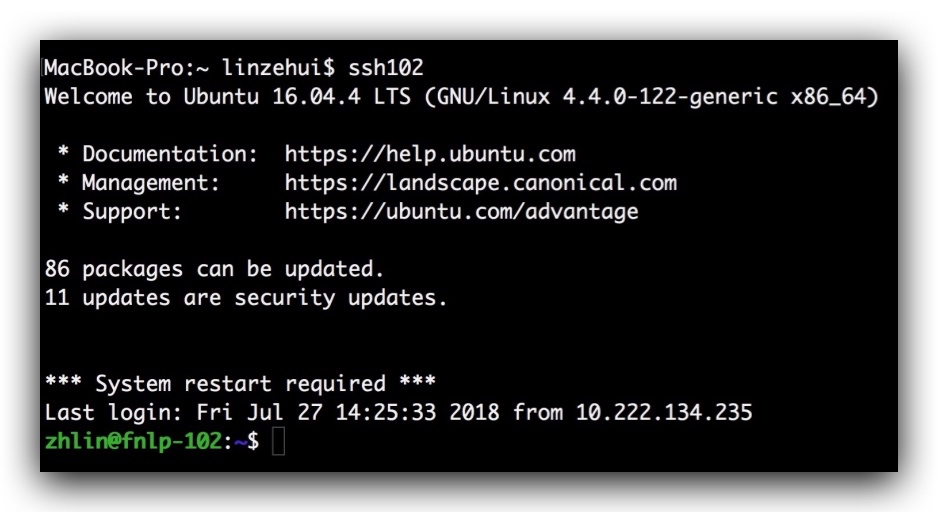 MacBook-Pro:~ linzehui$ ssh102
Welcome to Ubuntu 16.04.4 LTS (GNU/Linux 4.4.0-122-generic x86_64)
* Documentation:  https://help.ubuntu.com
* Management:     https://landscape.canonical.com
* Support:        https://ubuntu.com/advantage
86 packages can be updated.
11 updates are security updates.
*** System restart required ***
Last login: Fri Jul 27 14:25:33 2018 from 10.222.134.235
zhlin@fnlp-102:~$